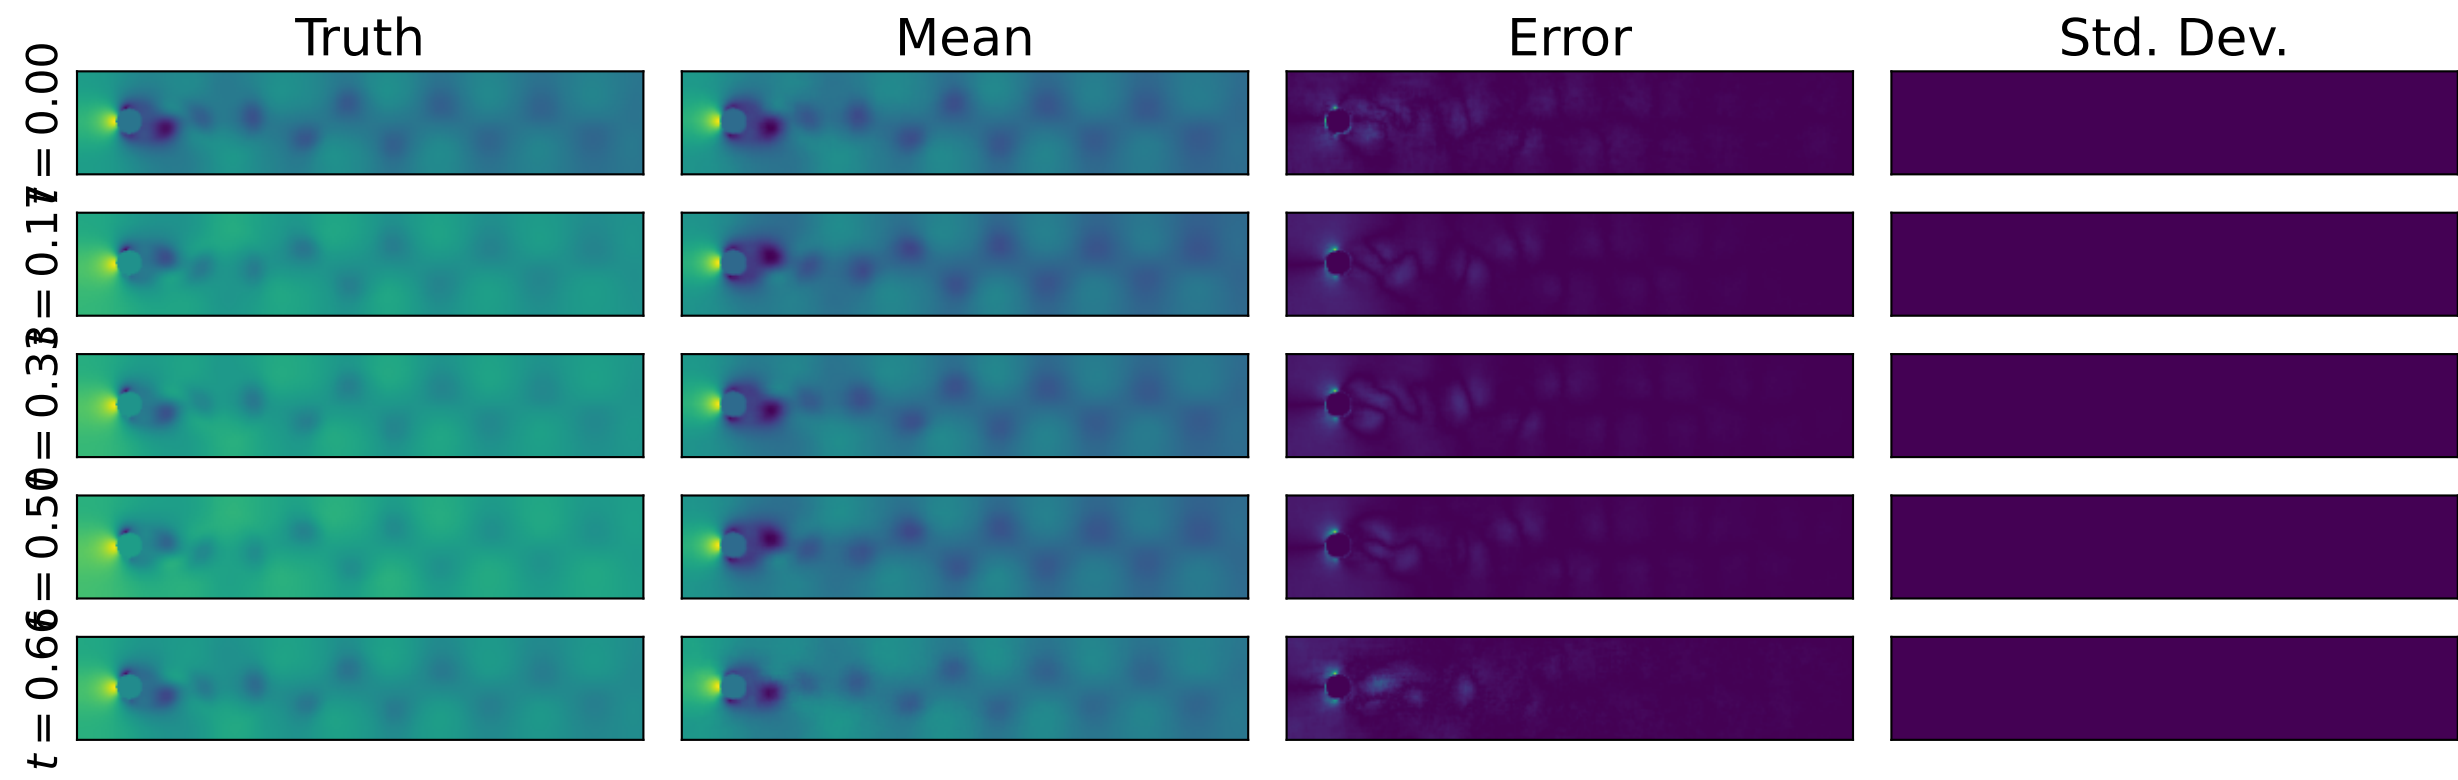 Truth Mean Error Std. Dev.
t = 0.00
t = 0.17
t = 0.33
t = 0.50
t = 0.66